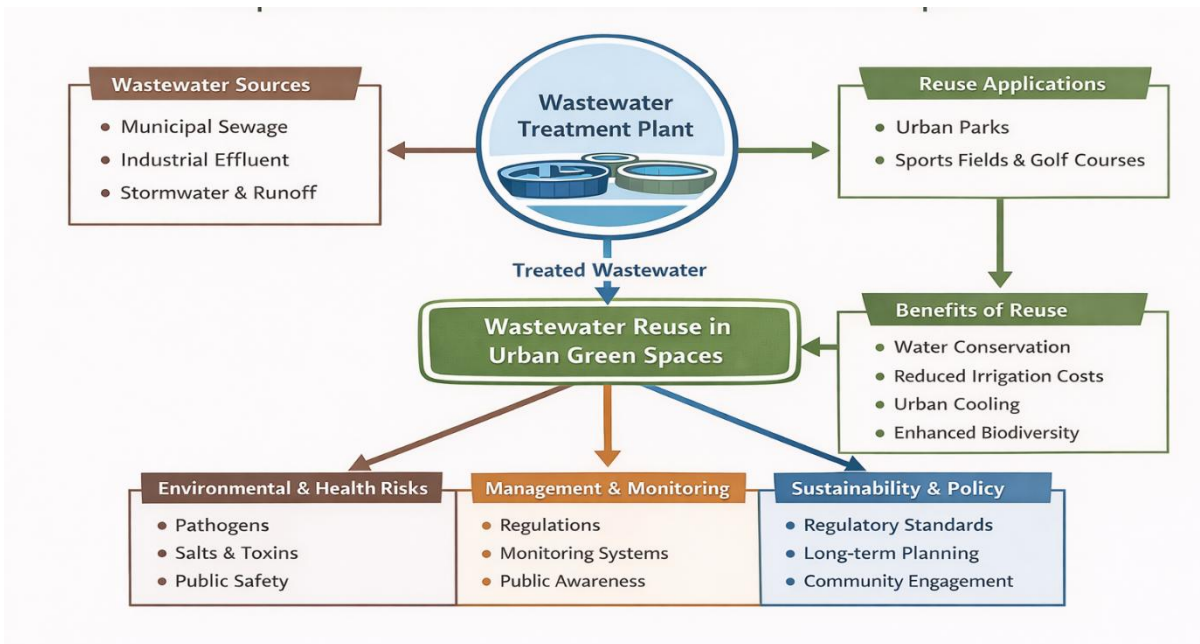 Wastewater Sources
• Municipal Sewage
• Industrial Effluent
• Stormwater & Runoff
Wastewater
Treatment Plant
Reuse Applications
• Urban Parks
• Sports Fields & Golf Courses
Treated Wastewater
Wastewater Reuse in
Urban Green Spaces
Benefits of Reuse
• Water Conservation
• Reduced Irrigation Costs
• Urban Cooling
• Enhanced Biodiversity
Environmental & Health Risks
• Pathogens
• Salts & Toxins
• Public Safety
Management & Monitoring
• Regulations
• Monitoring Systems
• Public Awareness
Sustainability & Policy
• Regulatory Standards
• Long-term Planning
• Community Engagement